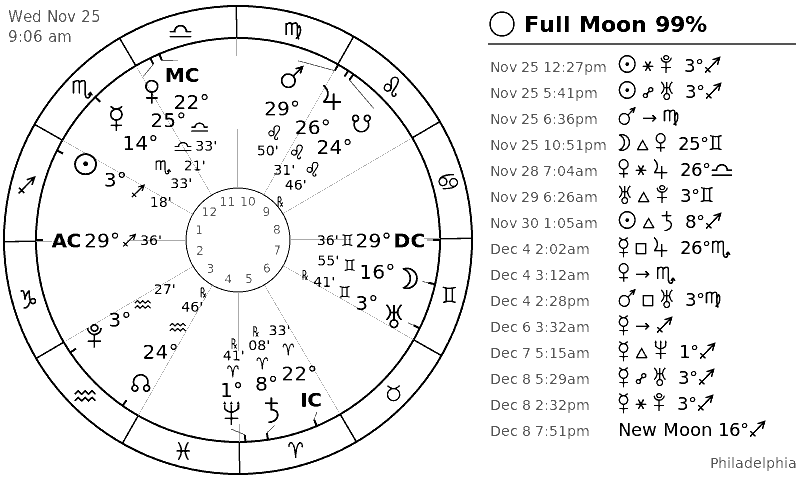 Wed Nov 25
9:06 am
MC
♀
22°
25° ♎
♎ 33'
21'
☿
14°
♏
33'
☉ 3° ♐ 18'
♂
29°
♌
50'
♃
26°
♌
31'
☋
24°
♌
46'
℞
12 11 10 9
1 8
2 7
3 4 5 6
AC 29° ♐ 36'
36' ♊ 29° DC
55' ♊ 16° ☽
℞ 41' ♊ 3° ♅
27'
♒
3°
♇
℞
46'
♒
24°
☊
℞
41'
♈
1°
♆
℞
08'
♈
8°
♄
33'
♈
22°
IC
♎ ♍ ♌ ♋ ♊ ♉ ♈ ♓ ♒ ♑ ♐ ♏
Full Moon 99%
Nov 25 12:27pm ☉ ⚹ ♇ 3°♐
Nov 25 5:41pm ☉ ☍ ♅ 3°♐
Nov 25 6:36pm ♂ → ♍
Nov 25 10:51pm ☽ △ ♀ 25°♊
Nov 28 7:04am ♀ ⚹ ♃ 26°♎
Nov 29 6:26am ♅ △ ♇ 3°♊
Nov 30 1:05am ☉ △ ♄ 8°♐
Dec 4 2:02am ☿ □ ♃ 26°♏
Dec 4 3:12am ♀ → ♏
Dec 4 2:28pm ♂ □ ♅ 3°♍
Dec 6 3:32am ☿ → ♐
Dec 7 5:15am ☿ △ ♆ 1°♐
Dec 8 5:29am ☿ ☍ ♅ 3°♐
Dec 8 2:32pm ☿ ⚹ ♇ 3°♐
Dec 8 7:51pm New Moon 16°♐
Philadelphia